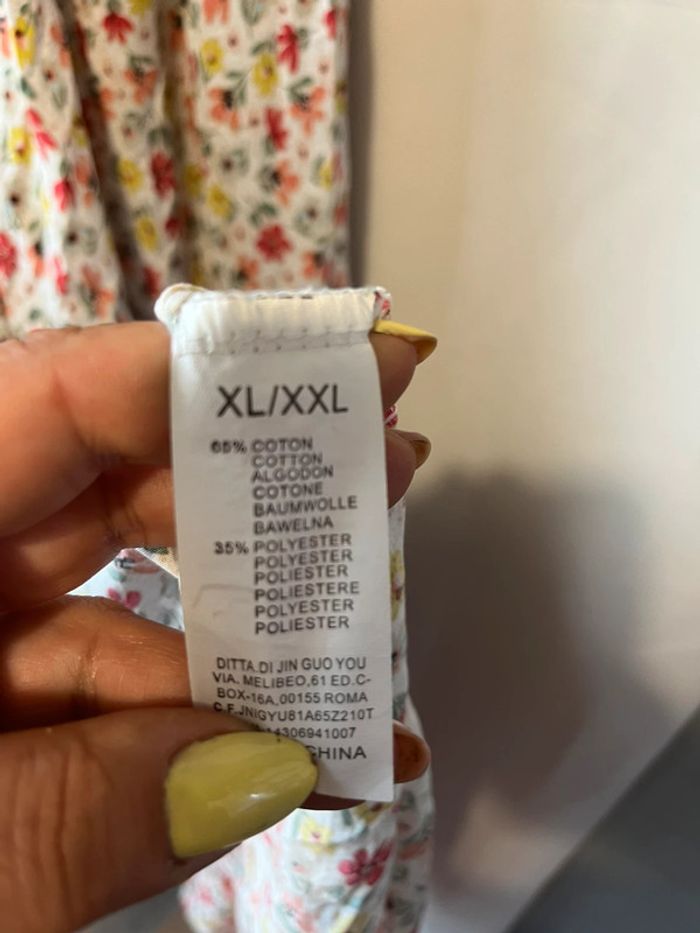 XL/XXL
65% COTON
COTTON
ALGODON
COTONE
BAUMWOLLE
BAWELNA
35% POLYESTER
POLYESTER
POLIESTER
POLIESTERE
POLYESTER
POLIESTER
DITTA.DI JIN GUO YOU
VIA. MELIBEO,61 ED.C-
BOX-16A,00155 ROMA
C.F.JNIGYU81A65Z210T
14306941007
CHINA